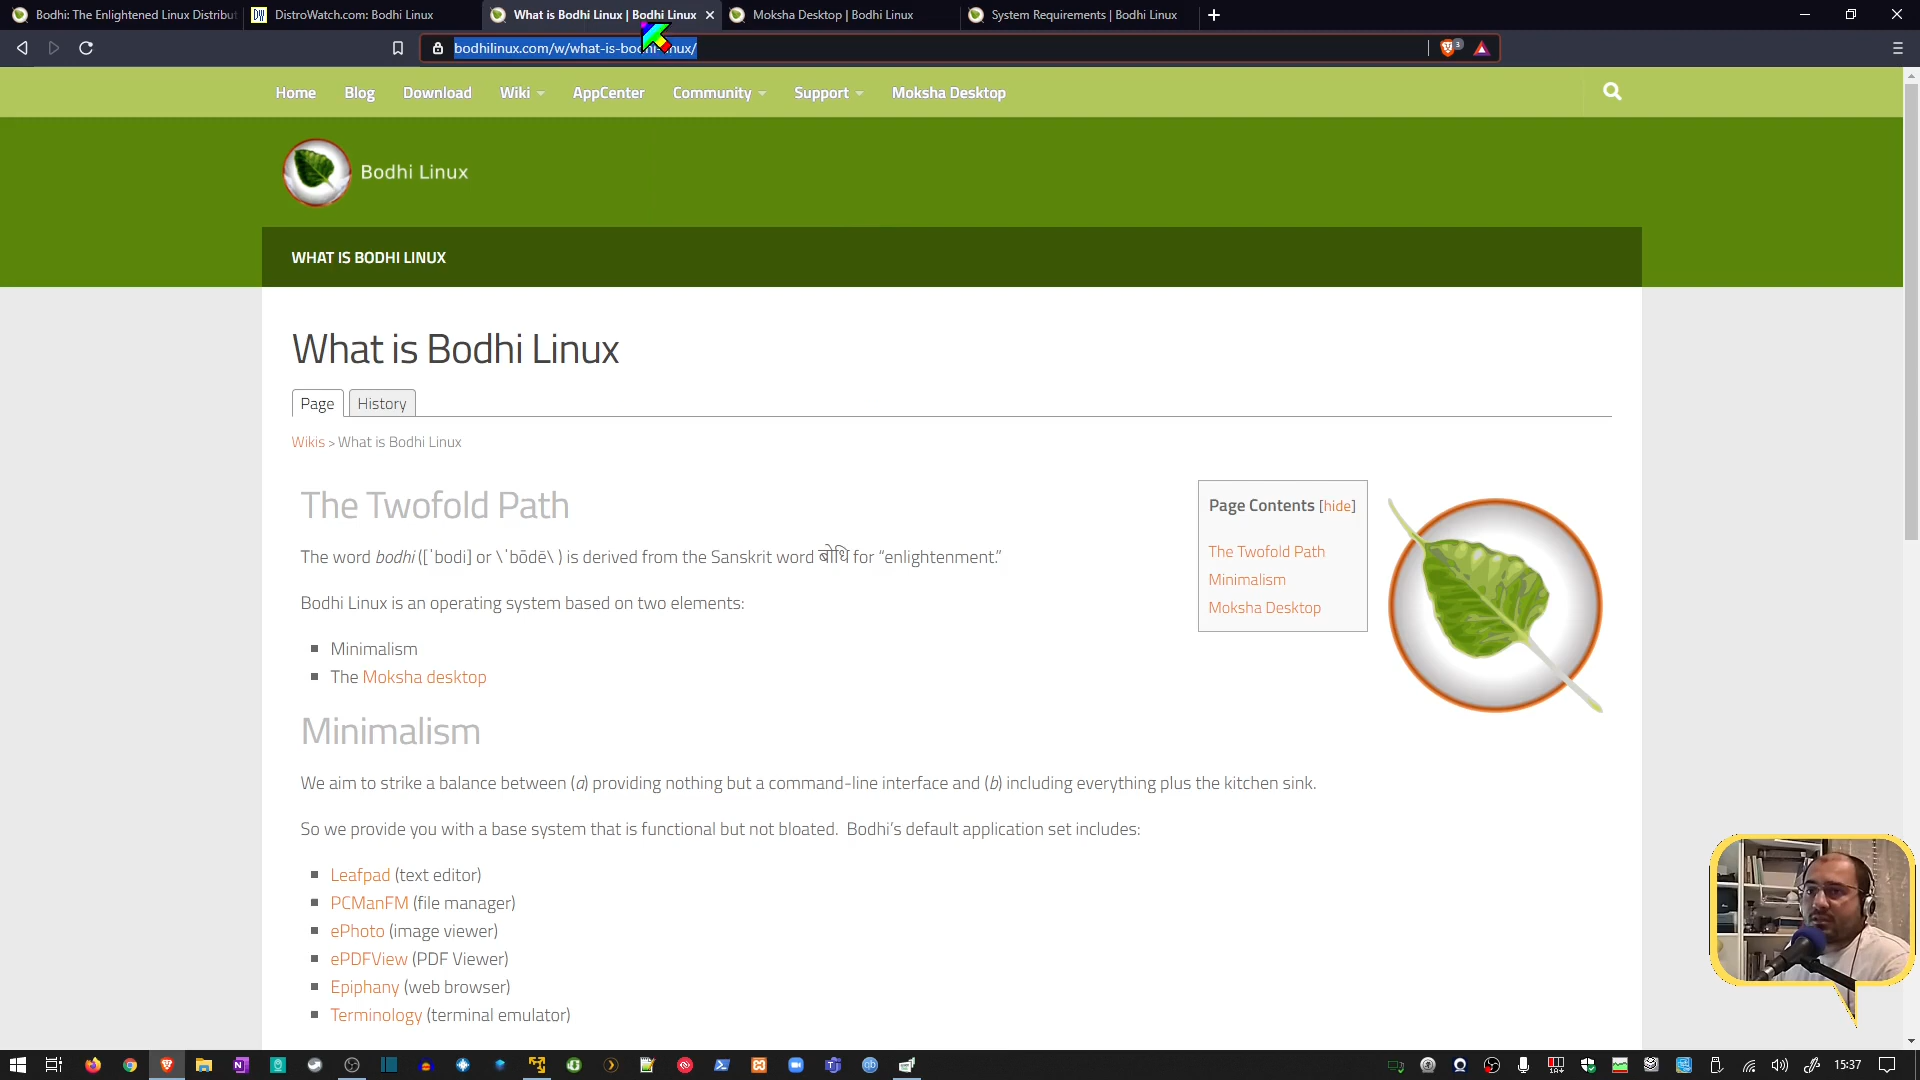 Bodhi: The Enlightened Linux Distribut
DistroWatch.com: Bodhi Linux
What is Bodhi Linux | Bodhi Linux
Moksha Desktop | Bodhi Linux
System Requirements | Bodhi Linux
bodhilinux.com/w/what-is-bodhi-linux/
Home
Blog
Download
Wiki
AppCenter
Community
Support
Moksha Desktop
Bodhi Linux
WHAT IS BODHI LINUX
What is Bodhi Linux
Page
History
Wikis > What is Bodhi Linux
The Twofold Path
The word bodhi ([ˈbodi] or \ˈbōdē\ ) is derived from the Sanskrit word बोधि for “enlightenment.”
Bodhi Linux is an operating system based on two elements:
Minimalism
The Moksha desktop
Page Contents [hide]
The Twofold Path
Minimalism
Moksha Desktop
Minimalism
We aim to strike a balance between (a) providing nothing but a command-line interface and (b) including everything plus the kitchen sink.
So we provide you with a base system that is functional but not bloated. Bodhi’s default application set includes:
Leafpad (text editor)
PCManFM (file manager)
ePhoto (image viewer)
ePDFView (PDF Viewer)
Epiphany (web browser)
Terminology (terminal emulator)
15:37